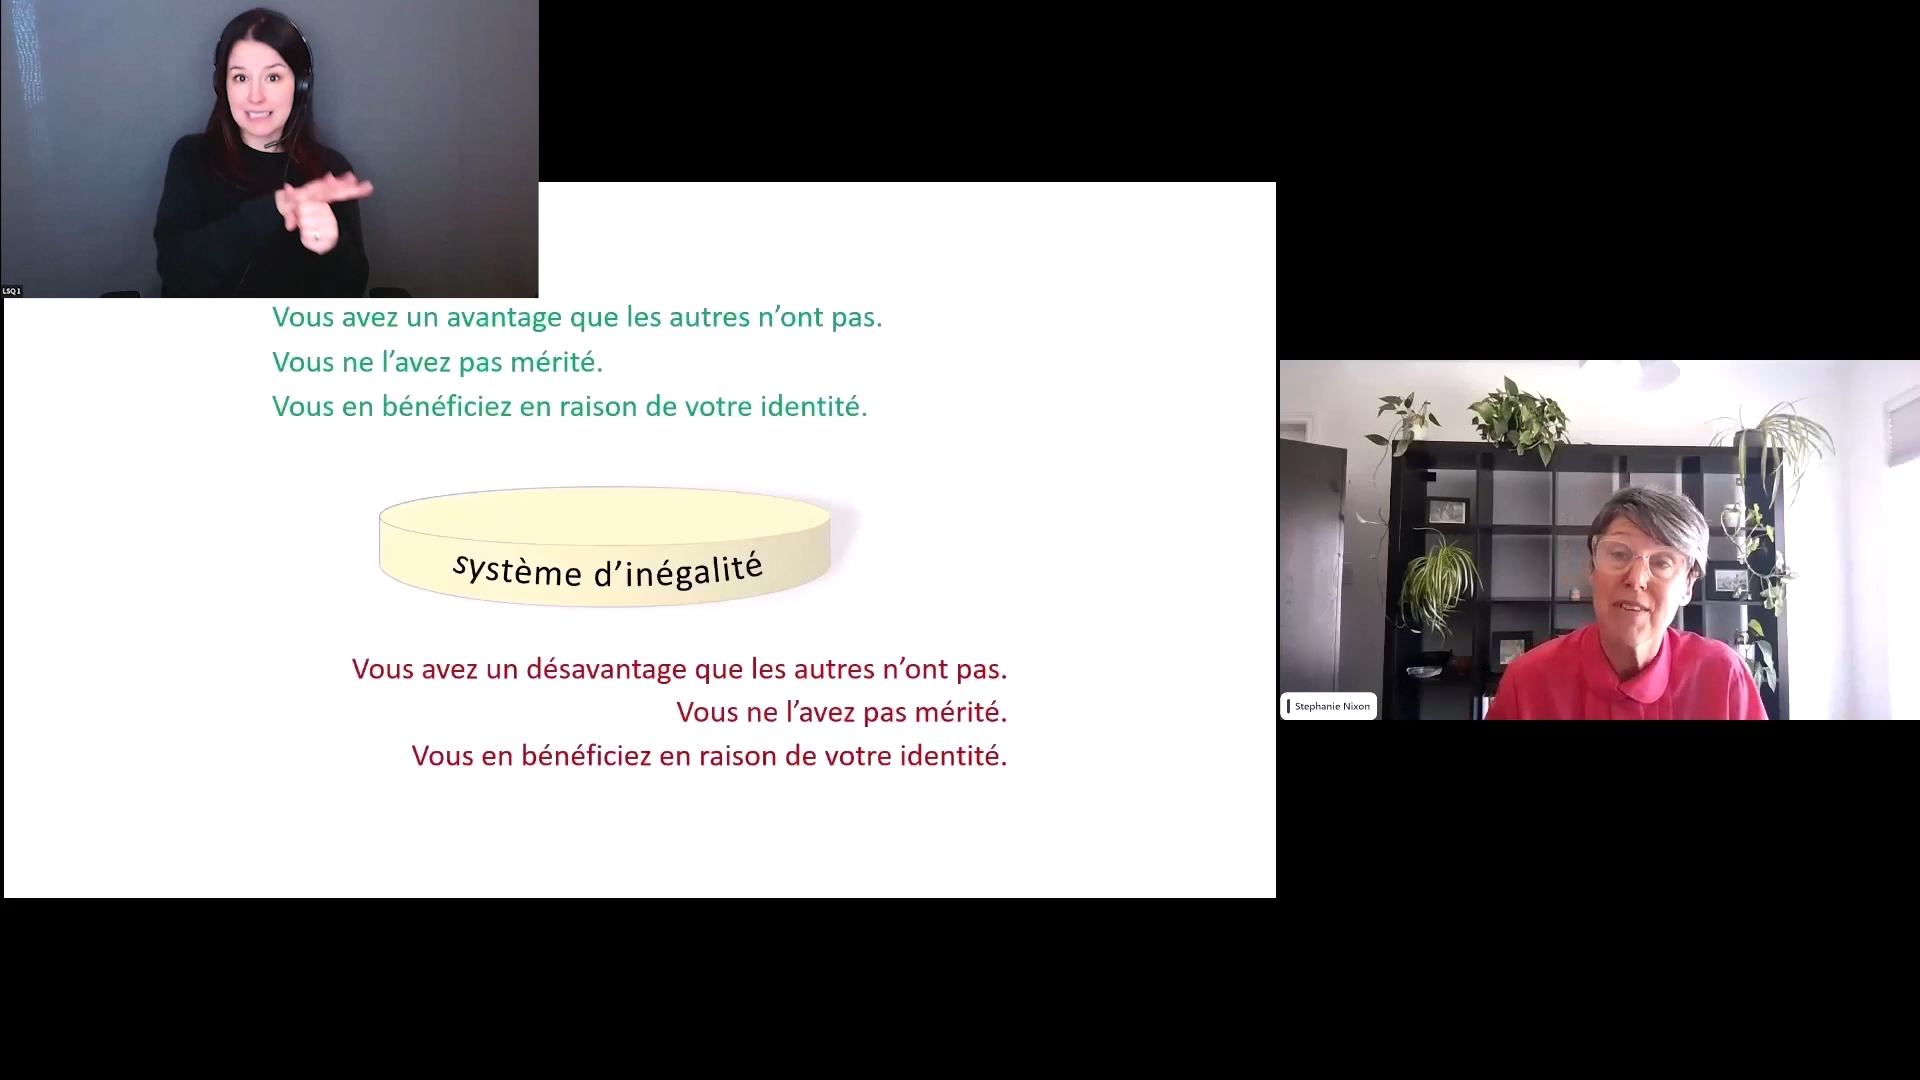 LSQ1
Vous avez un avantage que les autres n’ont pas.
Vous ne l’avez pas mérité.
Vous en bénéficiez en raison de votre identité.
système d’inégalité
Vous avez un désavantage que les autres n’ont pas.
Vous ne l’avez pas mérité.
Vous en bénéficiez en raison de votre identité.
Stephanie Nixon